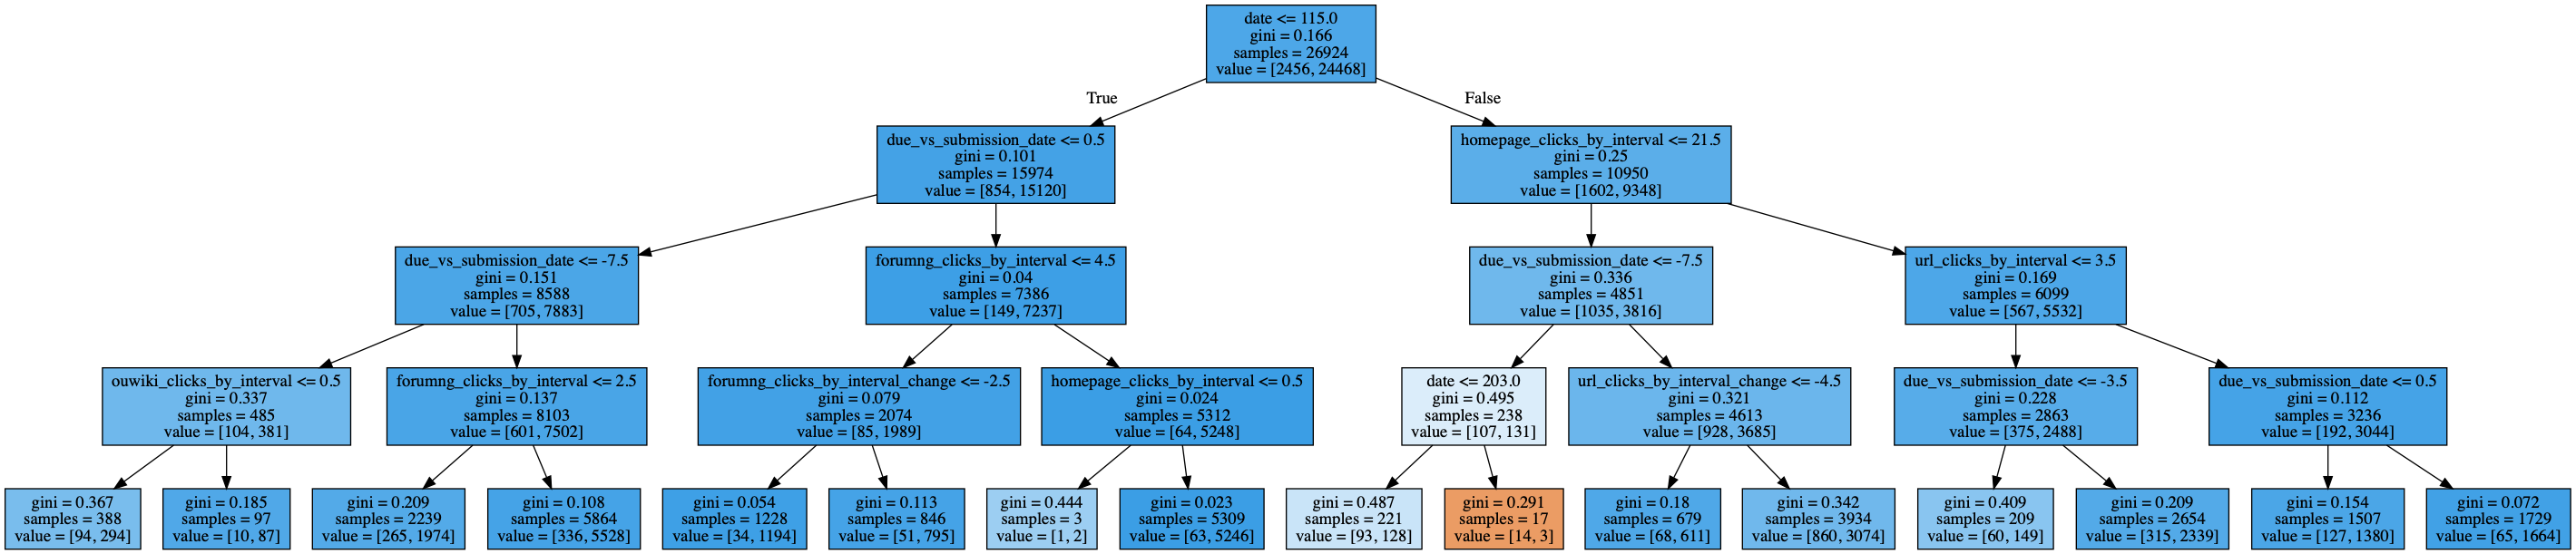 date <= 115.0
gini = 0.166
samples = 26924
value = [2456, 24468]
True
False
due_vs_submission_date <= 0.5
gini = 0.101
samples = 15974
value = [854, 15120]
homepage_clicks_by_interval <= 21.5
gini = 0.25
samples = 10950
value = [1602, 9348]
due_vs_submission_date <= -7.5
gini = 0.151
samples = 8588
value = [705, 7883]
forumng_clicks_by_interval <= 4.5
gini = 0.04
samples = 7386
value = [149, 7237]
due_vs_submission_date <= -7.5
gini = 0.336
samples = 4851
value = [1035, 3816]
url_clicks_by_interval <= 3.5
gini = 0.169
samples = 6099
value = [567, 5532]
ouwiki_clicks_by_interval <= 0.5
gini = 0.337
samples = 485
value = [104, 381]
forumng_clicks_by_interval <= 2.5
gini = 0.137
samples = 8103
value = [601, 7502]
forumng_clicks_by_interval_change <= -2.5
gini = 0.079
samples = 2074
value = [85, 1989]
homepage_clicks_by_interval <= 0.5
gini = 0.024
samples = 5312
value = [64, 5248]
date <= 203.0
gini = 0.495
samples = 238
value = [107, 131]
url_clicks_by_interval_change <= -4.5
gini = 0.321
samples = 4613
value = [928, 3685]
due_vs_submission_date <= -3.5
gini = 0.228
samples = 2863
value = [375, 2488]
due_vs_submission_date <= 0.5
gini = 0.112
samples = 3236
value = [192, 3044]
gini = 0.367
samples = 388
value = [94, 294]
gini = 0.185
samples = 97
value = [10, 87]
gini = 0.209
samples = 2239
value = [265, 1974]
gini = 0.108
samples = 5864
value = [336, 5528]
gini = 0.054
samples = 1228
value = [34, 1194]
gini = 0.113
samples = 846
value = [51, 795]
gini = 0.444
samples = 3
value = [1, 2]
gini = 0.023
samples = 5309
value = [63, 5246]
gini = 0.487
samples = 221
value = [93, 128]
gini = 0.291
samples = 17
value = [14, 3]
gini = 0.18
samples = 679
value = [68, 611]
gini = 0.342
samples = 3934
value = [860, 3074]
gini = 0.409
samples = 209
value = [60, 149]
gini = 0.209
samples = 2654
value = [315, 2339]
gini = 0.154
samples = 1507
value = [127, 1380]
gini = 0.072
samples = 1729
value = [65, 1664]